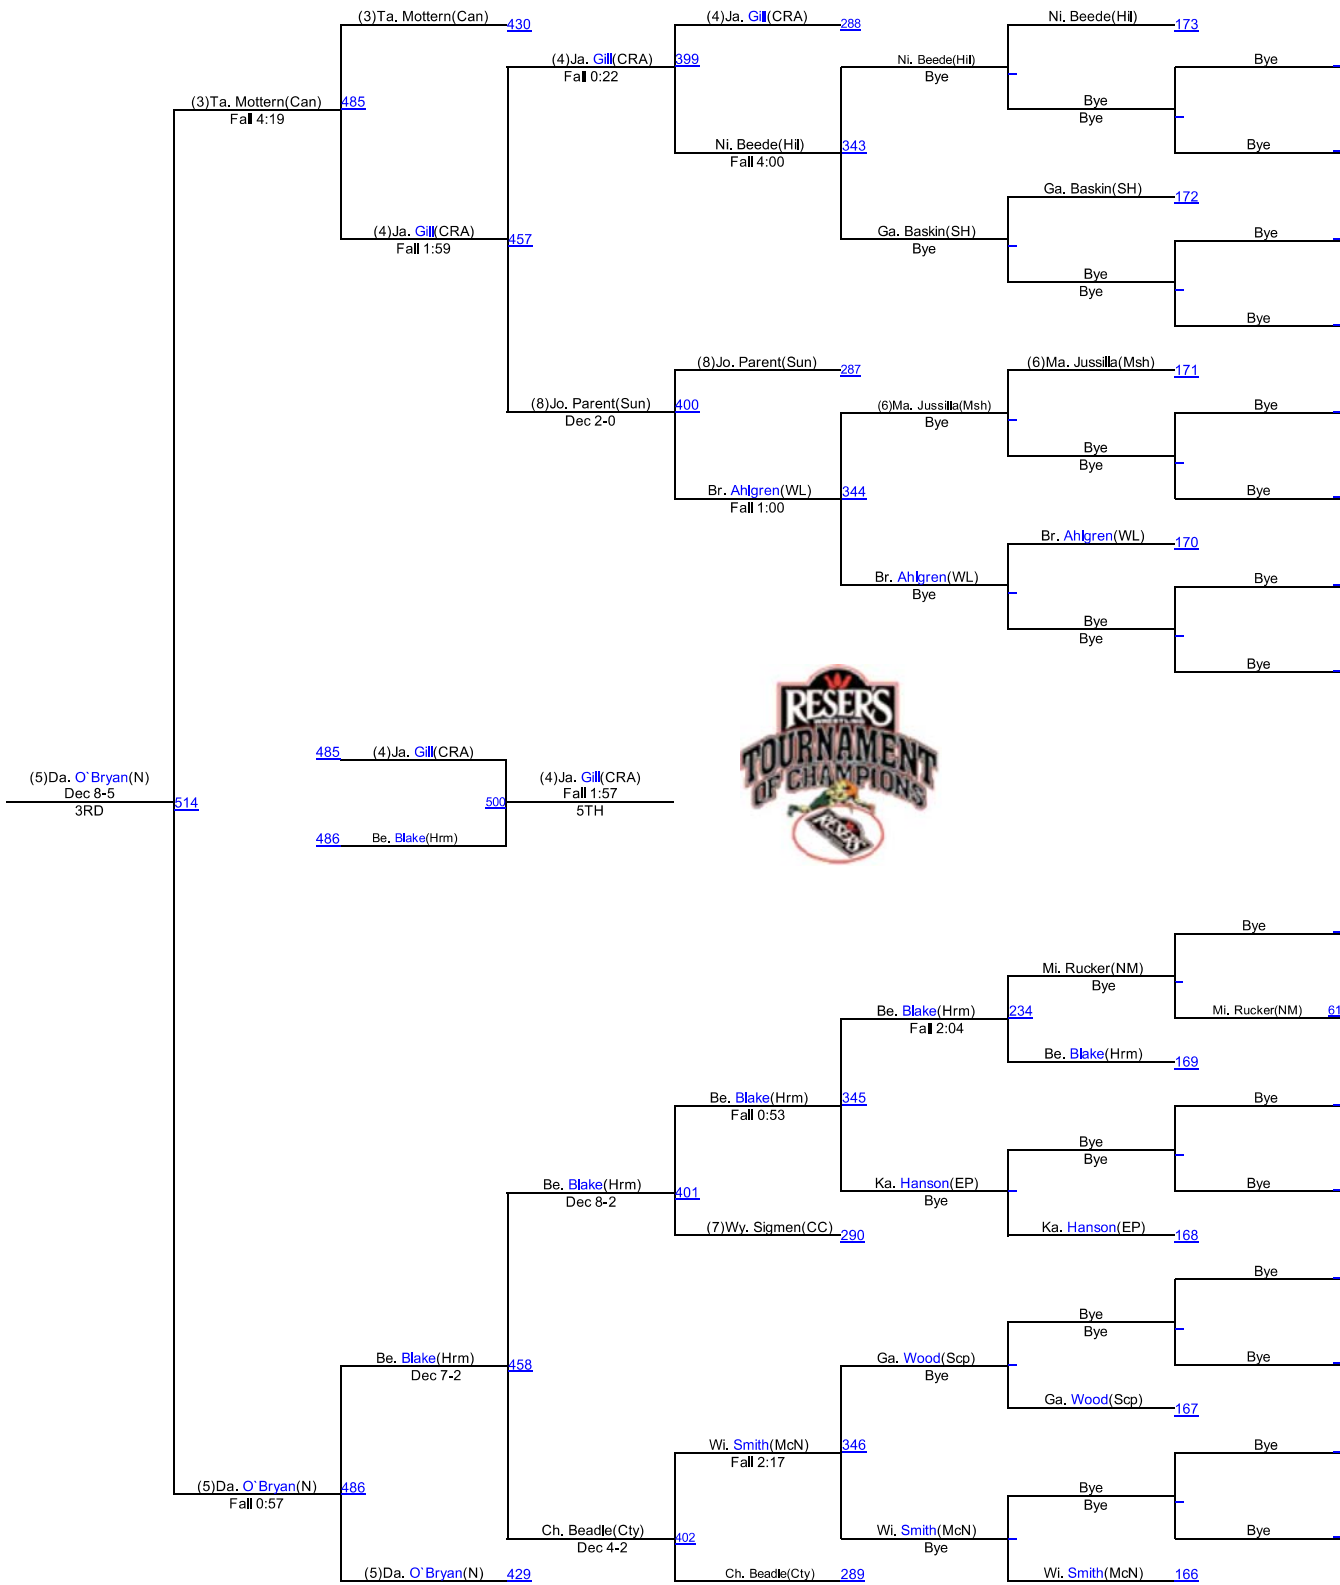 (3)Ta. Mottern(Can)
430
(4)Ja. Gill(CRA)
288
Ni. Beede(Hil)
173
(4)Ja. Gill(CRA)
399
Fall 0:22
Ni. Beede(Hil)
Bye
Bye
(3)Ta. Mottern(Can)
485
Fall 4:19
Bye
Bye
Ni. Beede(Hil)
343
Fall 4:00
Bye
Ga. Baskin(SH)
172
(4)Ja. Gill(CRA)
457
Fall 1:59
Ga. Baskin(SH)
Bye
Bye
Bye
Bye
Bye
(8)Jo. Parent(Sun)
287
(6)Ma. Jussilla(Msh)
171
(8)Jo. Parent(Sun)
400
Dec 2-0
(6)Ma. Jussilla(Msh)
Bye
Bye
Bye
Bye
Br. Ahlgren(WL)
344
Fall 1:00
Bye
Br. Ahlgren(WL)
170
Br. Ahlgren(WL)
Bye
Bye
Bye
Bye
Bye
RESER'S
WRESTLING
TOURNAMENT
OF CHAMPIONS
RESER'S
485
(4)Ja. Gill(CRA)
(5)Da. O`Bryan(N)
Dec 8-5
3RD
514
500
(4)Ja. Gill(CRA)
Fall 1:57
5TH
486
Be. Blake(Hrm)
Bye
Mi. Rucker(NM)
Bye
Be. Blake(Hrm)
234
Fall 2:04
Mi. Rucker(NM)
61
Be. Blake(Hrm)
169
Be. Blake(Hrm)
345
Fall 0:53
Bye
Bye
Bye
Be. Blake(Hrm)
401
Dec 8-2
Ka. Hanson(EP)
Bye
Bye
(7)Wy. Sigmen(CC)
290
Ka. Hanson(EP)
168
Bye
Bye
Bye
Be. Blake(Hrm)
458
Dec 7-2
Ga. Wood(Scp)
Bye
Bye
Ga. Wood(Scp)
167
Wi. Smith(McN)
346
Fall 2:17
Bye
(5)Da. O`Bryan(N)
486
Fall 0:57
Bye
Bye
Ch. Beadle(Cty)
402
Dec 4-2
Wi. Smith(McN)
Bye
Bye
(5)Da. O`Bryan(N)
429
Ch. Beadle(Cty)
289
Wi. Smith(McN)
166